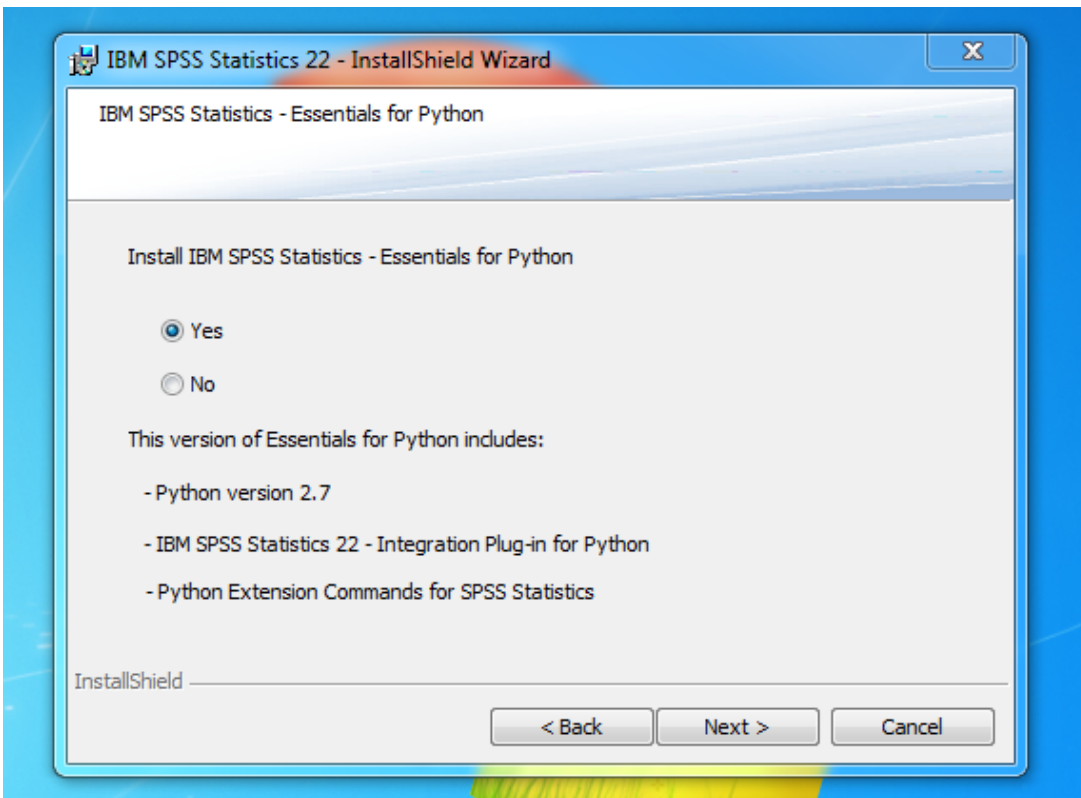 IBM SPSS Statistics 22 - InstallShield Wizard
IBM SPSS Statistics - Essentials for Python
Install IBM SPSS Statistics - Essentials for Python
Yes
No
This version of Essentials for Python includes:
- Python version 2.7
- IBM SPSS Statistics 22 - Integration Plug-in for Python
- Python Extension Commands for SPSS Statistics
InstallShield
< Back Next > Cancel